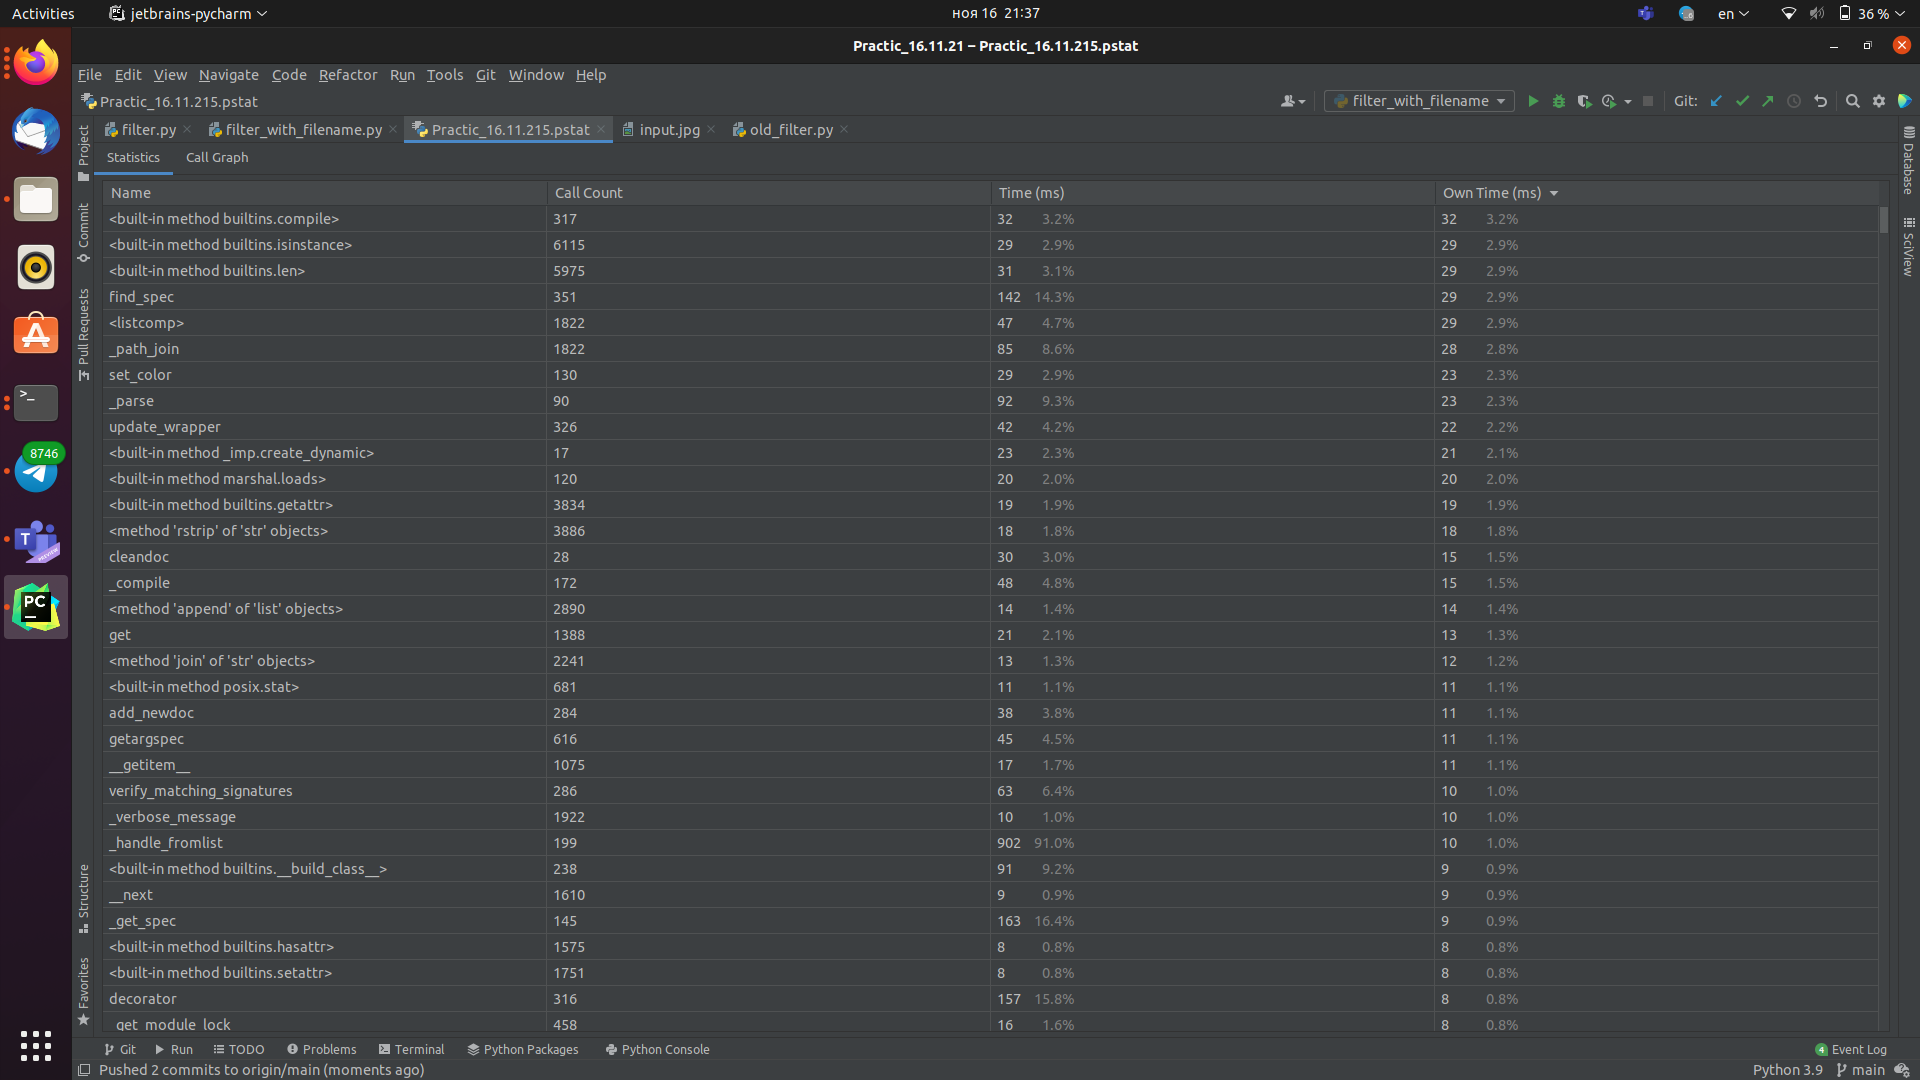 Activities
jetbrains-pycharm
ноя 16 21:37
en
36 %
Practic_16.11.21 – Practic_16.11.215.pstat
File Edit View Navigate Code Refactor Run Tools Git Window Help
Practic_16.11.215.pstat
filter_with_filename
Git:
filter.py
filter_with_filename.py
Practic_16.11.215.pstat
input.jpg
old_filter.py
Statistics
Call Graph
Name Call Count Time (ms) Own Time (ms)
<built-in method builtins.compile> 317 32 3.2% 32 3.2%
<built-in method builtins.isinstance> 6115 29 2.9% 29 2.9%
<built-in method builtins.len> 5975 31 3.1% 29 2.9%
find_spec 351 142 14.3% 29 2.9%
<listcomp> 1822 47 4.7% 29 2.9%
_path_join 1822 85 8.6% 28 2.8%
set_color 130 29 2.9% 23 2.3%
_parse 90 92 9.3% 23 2.3%
update_wrapper 326 42 4.2% 22 2.2%
<built-in method _imp.create_dynamic> 17 23 2.3% 21 2.1%
<built-in method marshal.loads> 120 20 2.0% 20 2.0%
<built-in method builtins.getattr> 3834 19 1.9% 19 1.9%
<method 'rstrip' of 'str' objects> 3886 18 1.8% 18 1.8%
cleandoc 28 30 3.0% 15 1.5%
_compile 172 48 4.8% 15 1.5%
<method 'append' of 'list' objects> 2890 14 1.4% 14 1.4%
get 1388 21 2.1% 13 1.3%
<method 'join' of 'str' objects> 2241 13 1.3% 12 1.2%
<built-in method posix.stat> 681 11 1.1% 11 1.1%
add_newdoc 284 38 3.8% 11 1.1%
getargspec 616 45 4.5% 11 1.1%
__getitem__ 1075 17 1.7% 11 1.1%
verify_matching_signatures 286 63 6.4% 10 1.0%
_verbose_message 1922 10 1.0% 10 1.0%
_handle_fromlist 199 902 91.0% 10 1.0%
<built-in method builtins.__build_class__> 238 91 9.2% 9 0.9%
__next 1610 9 0.9% 9 0.9%
_get_spec 145 163 16.4% 9 0.9%
<built-in method builtins.hasattr> 1575 8 0.8% 8 0.8%
<built-in method builtins.setattr> 1751 8 0.8% 8 0.8%
decorator 316 157 15.8% 8 0.8%
_get_module_lock 458 16 1.6% 8 0.8%
Project
Commit
Pull Requests
Structure
Favorites
Database
SciView
>_
8746
T
PREVIEW
PC
Git Run TODO Problems Terminal Python Packages Python Console
4 Event Log
Pushed 2 commits to origin/main (moments ago)
Python 3.9 main